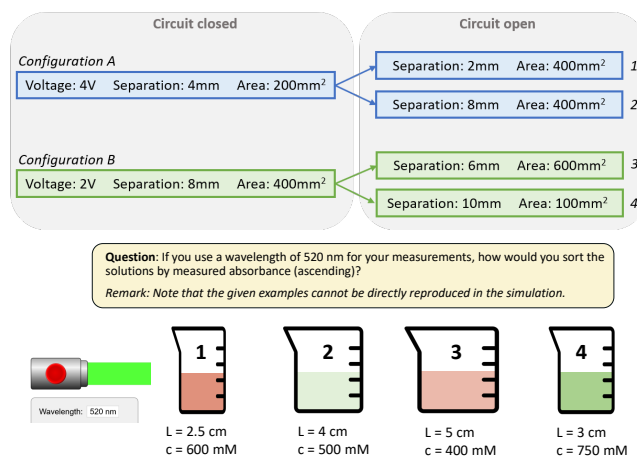 Circuit closed
Circuit open
Configuration A
Voltage: 4V Separation: 4mm Area: 200mm²
Separation: 2mm Area: 400mm² 1
Separation: 8mm Area: 400mm² 2
Configuration B
Voltage: 2V Separation: 8mm Area: 400mm²
Separation: 6mm Area: 600mm² 3
Separation: 10mm Area: 100mm² 4
Question: If you use a wavelength of 520 nm for your measurements, how would you sort the
solutions by measured absorbance (ascending)?
Remark: Note that the given examples cannot be directly reproduced in the simulation.
1 2 3 4
Wavelength: 520 nm
L = 2.5 cm
c = 600 mM
L = 4 cm
c = 500 mM
L = 5 cm
c = 400 mM
L = 3 cm
c = 750 mM